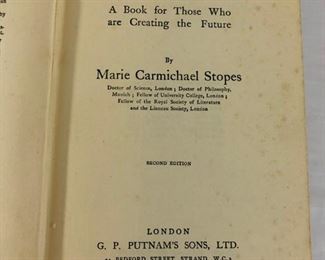 A Book for Those Who
are Creating the Future
By
Marie Carmichael Stopes
Doctor of Science, London; Doctor of Philosophy,
Munich; Fellow of University College, London;
Fellow of the Royal Society of Literature
and the Linnean Society, London
SECOND EDITION
LONDON
G. P. PUTNAM'S SONS, LTD.
BEDFORD STREET, STRAND, W.C.2